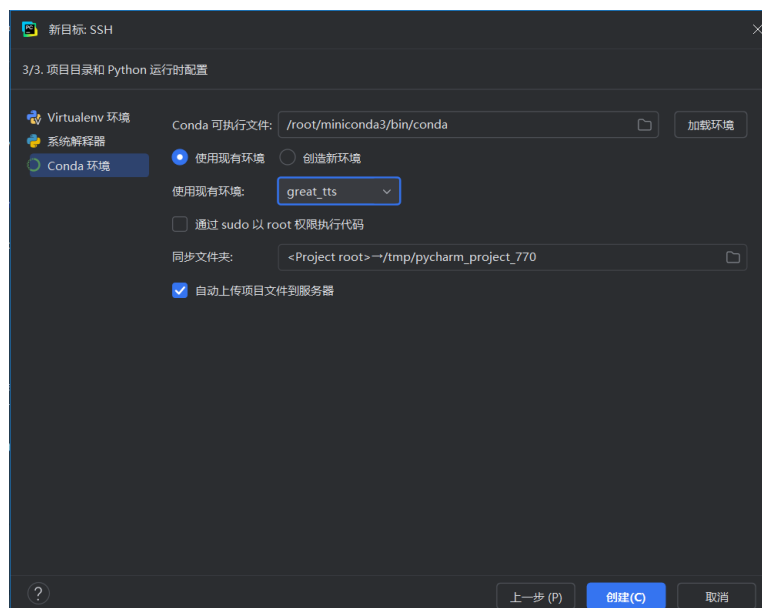 新目标: SSH
3/3. 项目目录和 Python 运行时配置
Virtualenv 环境
系统解释器
Conda 环境
Conda 可执行文件: /root/miniconda3/bin/conda 加载环境
使用现有环境 创造新环境
使用现有环境: great_tts
通过 sudo 以 root 权限执行代码
同步文件夹: <Project root>→/tmp/pycharm_project_770
自动上传项目文件到服务器
? 上一步 (P) 创建(C) 取消